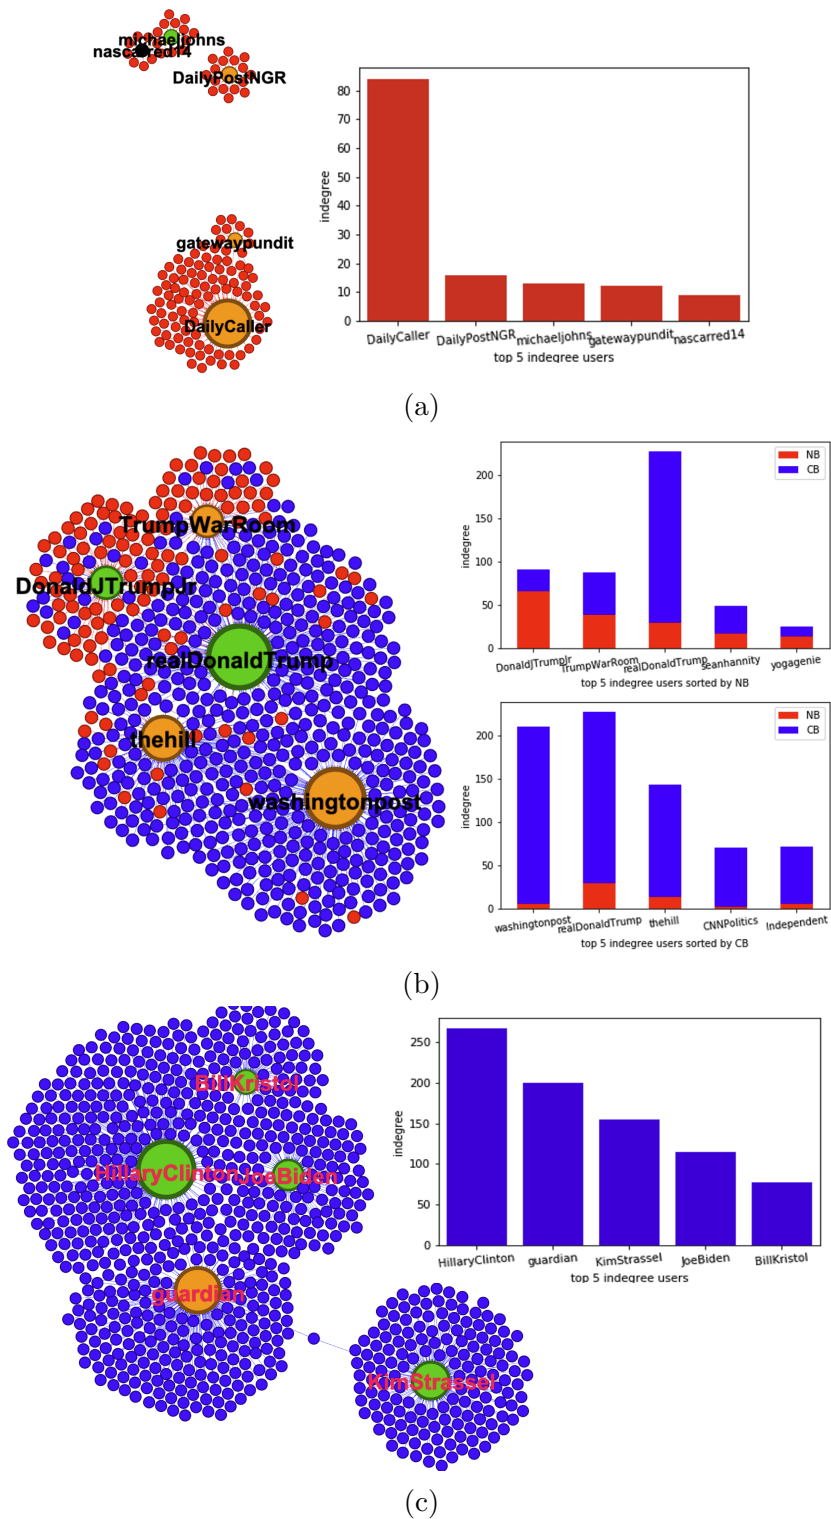 michaeljohns
nascarred14
DailyPostNGR
gatewaypundit
DailyCaller
indegree
80
70
60
50
40
30
20
10
0
DailyCaller DailyPostNGR michaeljohns gatewaypundit nascarred14
top 5 indegree users
(a)
TrumpWarRoom
DonaldJTrumpJr
realDonaldTrump
thehill
washingtonpost
NB
CB
indegree
200
150
100
50
0
DonaldJTrumpJr TrumpWarRoom realDonaldTrump seanhannity yogagenie
top 5 indegree users sorted by NB
NB
CB
indegree
200
150
100
50
0
washingtonpost realDonaldTrump thehill CNNPolitics Independent
top 5 indegree users sorted by CB
(b)
BillKristol
HillaryClinton JoeBiden
guardian
KimStrassel
indegree
250
200
150
100
50
0
HillaryClinton guardian KimStrassel JoeBiden BillKristol
top 5 indegree users
(c)